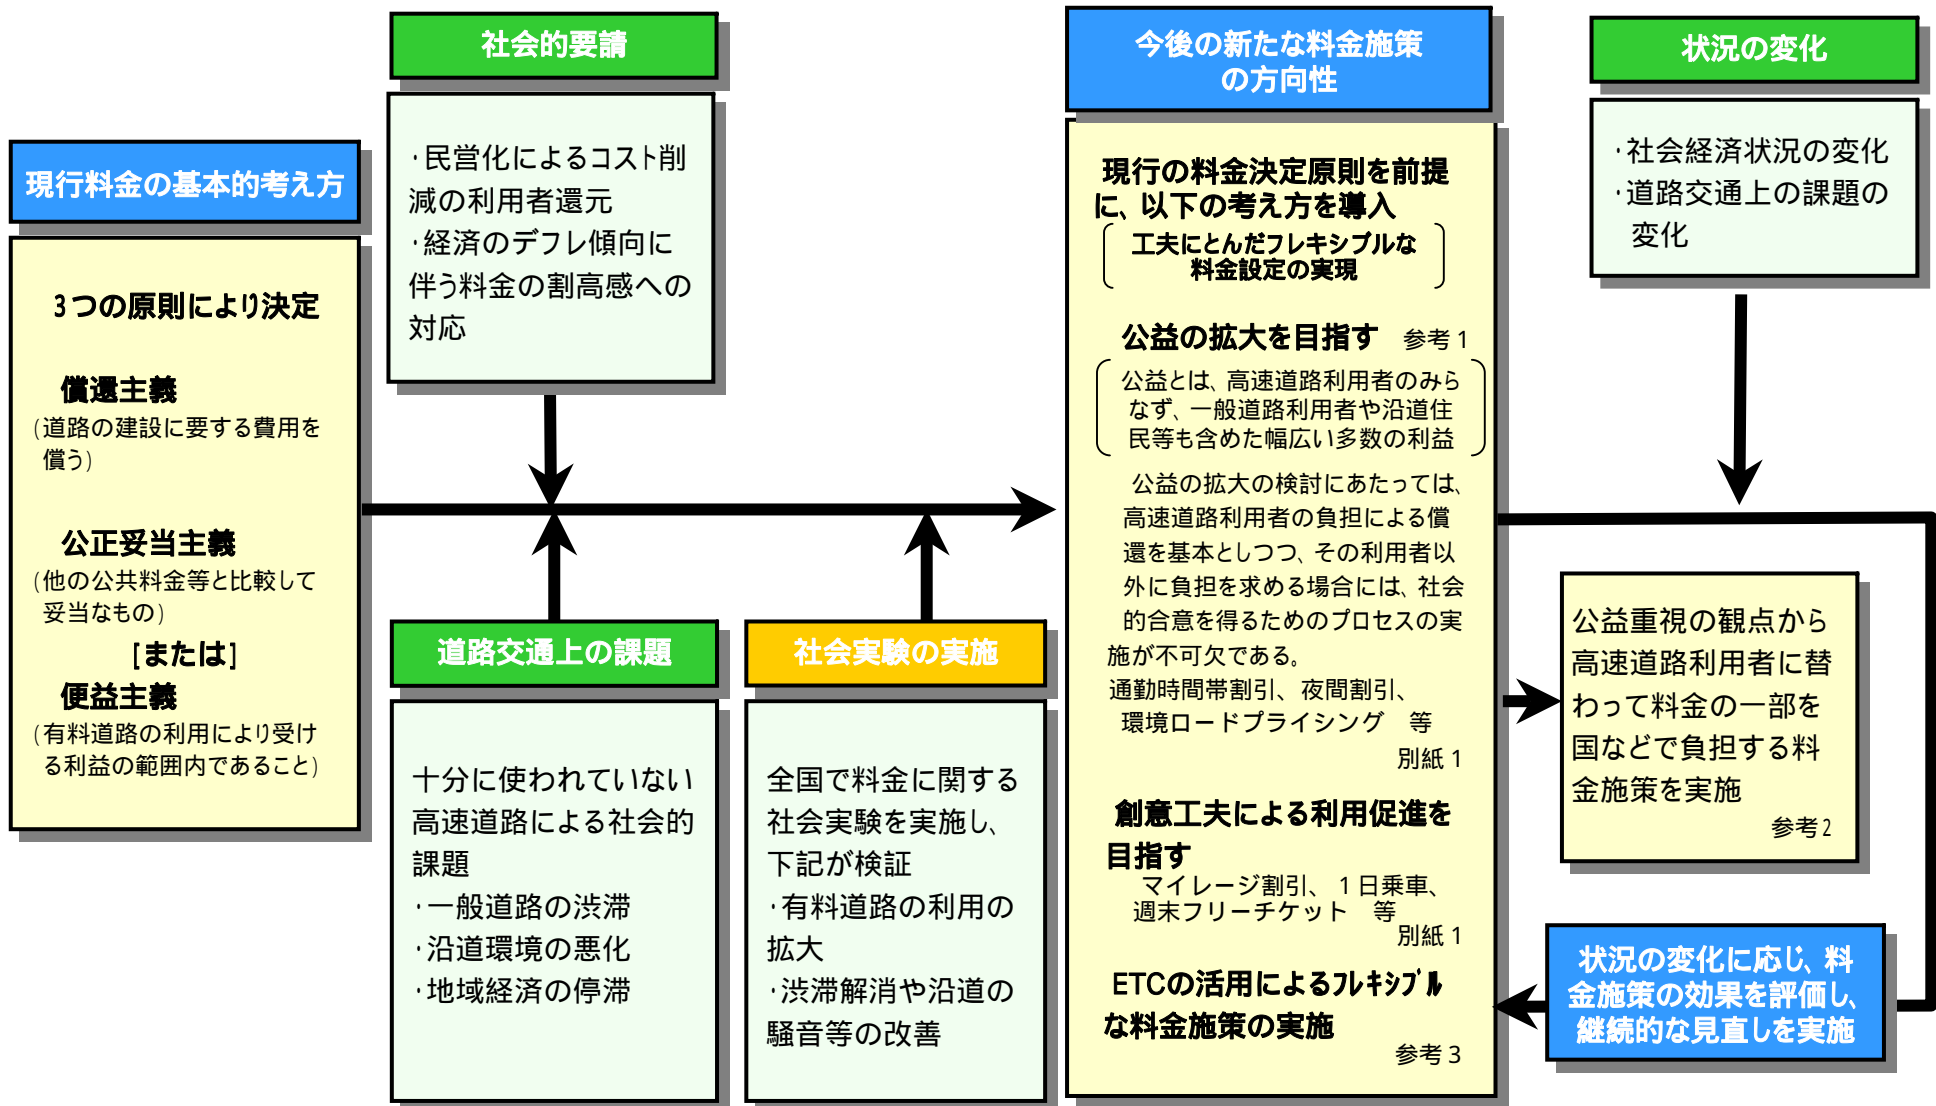 現行料金の基本的考え方
3つの原則により決定
償還主義
(道路の建設に要する費用を
償う)
公正妥当主義
(他の公共料金等と比較して
妥当なもの)
[または]
便益主義
(有料道路の利用により受け
る利益の範囲内であること)
社会的要請
・民営化によるコスト削
減の利用者還元
・経済のデフレ傾向に
伴う料金の割高感への
対応
道路交通上の課題
十分に使われていない
高速道路による社会的
課題
・一般道路の渋滞
・沿道環境の悪化
・地域経済の停滞
社会実験の実施
全国で料金に関する
社会実験を実施し、
下記が検証
・有料道路の利用の
拡大
・渋滞解消や沿道の
騒音等の改善
今後の新たな料金施策
の方向性
現行の料金決定原則を前提
に、以下の考え方を導入
工夫にとんだフレキシブルな
料金設定の実現
公益の拡大を目指す 参考1
公益とは、高速道路利用者のみら
なず、一般道路利用者や沿道住
民等も含めた幅広い多数の利益
公益の拡大の検討にあたっては、
高速道路利用者の負担による償
還を基本としつつ、その利用者以
外に負担を求める場合には、社会
的合意を得るためのプロセスの実
施が不可欠である。
通勤時間帯割引、夜間割引、
環境ロードプライシング 等
別紙1
創意工夫による利用促進を
目指す
マイレージ割引、1日乗車、
週末フリーチケット 等
別紙1
ETCの活用によるフレキシブル
な料金施策の実施
参考3
状況の変化
・社会経済状況の変化
・道路交通上の課題の
変化
公益重視の観点から
高速道路利用者に替
わって料金の一部を
国などで負担する料
金施策を実施
参考2
状況の変化に応じ、料
金施策の効果を評価し、
継続的な見直しを実施